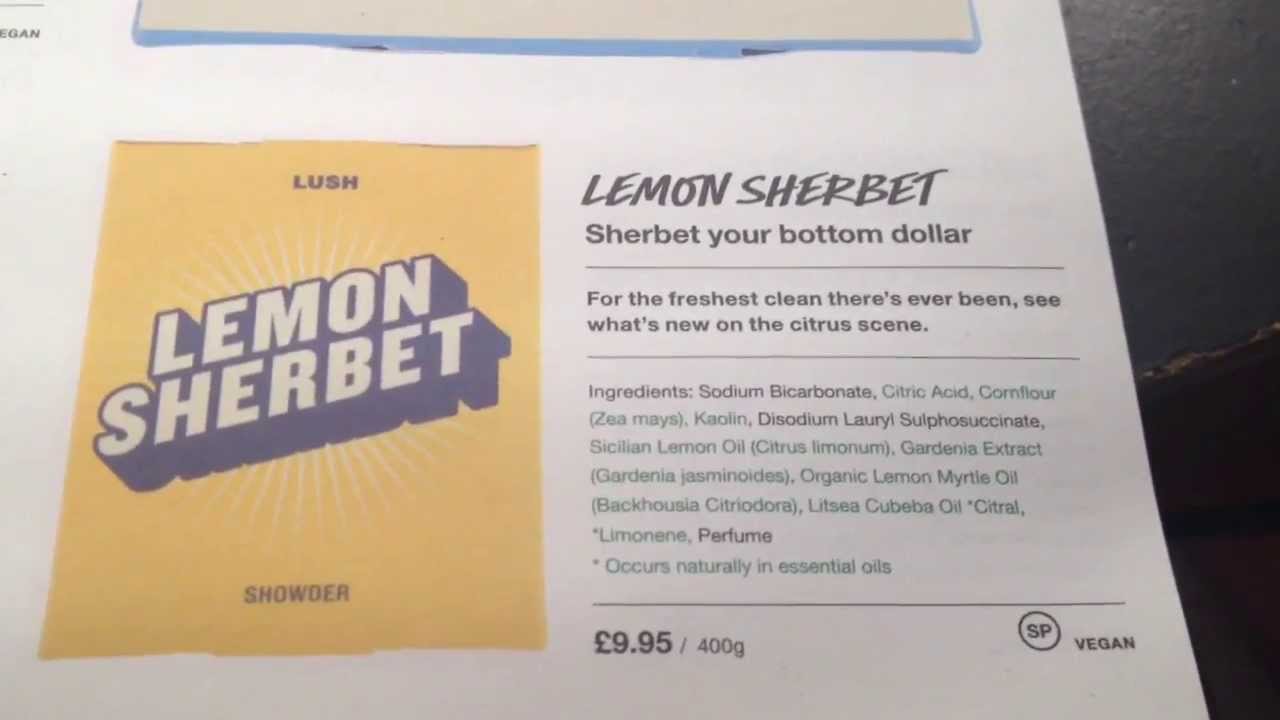 EGAN
LUSH
LEMON
SHERBET
SHOWDER
LEMON SHERBET
Sherbet your bottom dollar
For the freshest clean there's ever been, see
what's new on the citrus scene.
Ingredients: Sodium Bicarbonate, Citric Acid, Cornflour
(Zea mays), Kaolin, Disodium Lauryl Sulphosuccinate,
Sicilian Lemon Oil (Citrus limonum), Gardenia Extract
(Gardenia jasminoides), Organic Lemon Myrtle Oil
(Backhousia Citriodora), Litsea Cubeba Oil *Citral,
*Limonene, Perfume
* Occurs naturally in essential oils
£9.95 / 400g
SP VEGAN